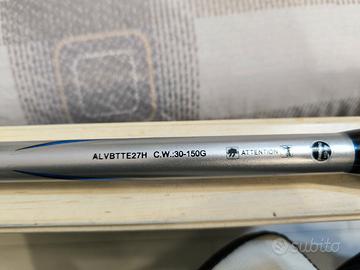 ALVBTTE27H C.W.:30-150G ATTENTION
subito